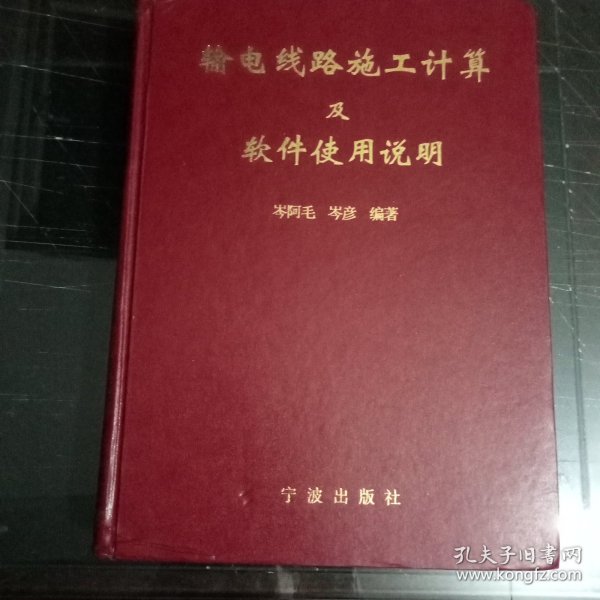 输电线路施工计算
及
软件使用说明
岑阿毛 岑彦 编著
宁波出版社
孔夫子旧书网
www.kongfz.com